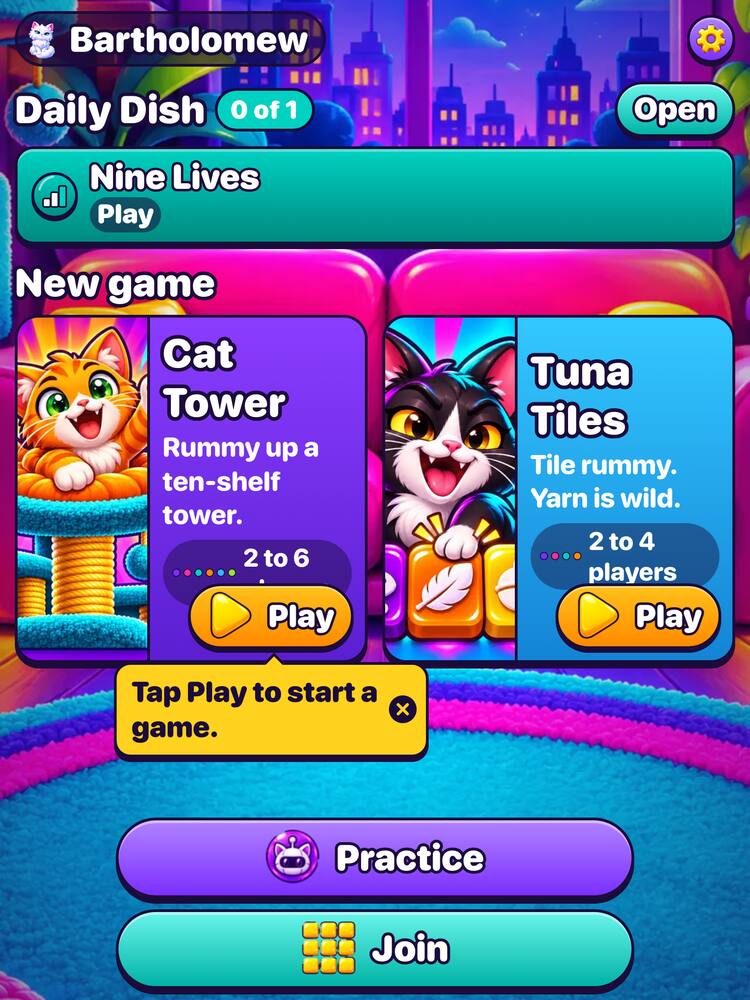 Bartholomew
Daily Dish 0 of 1 Open
Nine Lives
Play
New game
Cat
Tower
Rummy up a
ten-shelf
tower.
2 to 6
Play
Tuna
Tiles
Tile rummy.
Yarn is wild.
2 to 4
players
Play
Tap Play to start a
game.
Practice
Join